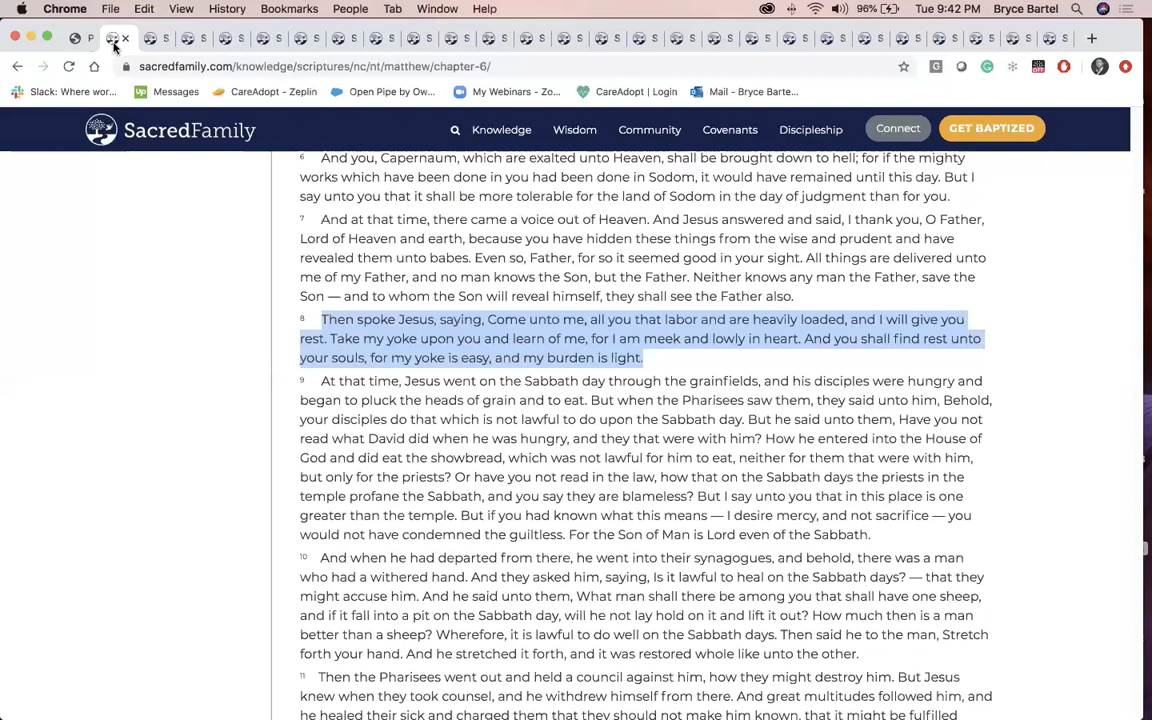 Chrome File Edit View History Bookmarks People Tab Window Help 96% Tue 9:42 PM Bryce Bartel
P S S S S S S S S S S S S S S S S S S S S S S S S S
sacredfamily.com/knowledge/scriptures/nc/nt/matthew/chapter-6/
Slack: Where wor... Up Messages CareAdopt - Zeplin Open Pipe by Ow... My Webinars - Zo... CareAdopt | Login Mail - Bryce Barte...
SacredFamily Knowledge Wisdom Community Covenants Discipleship Connect GET BAPTIZED
6 And you, Capernaum, which are exalted unto Heaven, shall be brought down to hell; for if the mighty
works which have been done in you had been done in Sodom, it would have remained until this day. But I
say unto you that it shall be more tolerable for the land of Sodom in the day of judgment than for you.
7 And at that time, there came a voice out of Heaven. And Jesus answered and said, I thank you, O Father,
Lord of Heaven and earth, because you have hidden these things from the wise and prudent and have
revealed them unto babes. Even so, Father, for so it seemed good in your sight. All things are delivered unto
me of my Father, and no man knows the Son, but the Father. Neither knows any man the Father, save the
Son — and to whom the Son will reveal himself, they shall see the Father also.
8 Then spoke Jesus, saying, Come unto me, all you that labor and are heavily loaded, and I will give you
rest. Take my yoke upon you and learn of me, for I am meek and lowly in heart. And you shall find rest unto
your souls, for my yoke is easy, and my burden is light.
9 At that time, Jesus went on the Sabbath day through the grainfields, and his disciples were hungry and
began to pluck the heads of grain and to eat. But when the Pharisees saw them, they said unto him, Behold,
your disciples do that which is not lawful to do upon the Sabbath day. But he said unto them, Have you not
read what David did when he was hungry, and they that were with him? How he entered into the House of
God and did eat the showbread, which was not lawful for him to eat, neither for them that were with him,
but only for the priests? Or have you not read in the law, how that on the Sabbath days the priests in the
temple profane the Sabbath, and you say they are blameless? But I say unto you that in this place is one
greater than the temple. But if you had known what this means — I desire mercy, and not sacrifice — you
would not have condemned the guiltless. For the Son of Man is Lord even of the Sabbath.
10 And when he had departed from there, he went into their synagogues, and behold, there was a man
who had a withered hand. And they asked him, saying, Is it lawful to heal on the Sabbath days? — that they
might accuse him. And he said unto them, What man shall there be among you that shall have one sheep,
and if it fall into a pit on the Sabbath day, will he not lay hold on it and lift it out? How much then is a man
better than a sheep? Wherefore, it is lawful to do well on the Sabbath days. Then said he to the man, Stretch
forth your hand. And he stretched it forth, and it was restored whole like unto the other.
11 Then the Pharisees went out and held a council against him, how they might destroy him. But Jesus
knew when they took counsel, and he withdrew himself from there. And great multitudes followed him, and
he healed their sick and charged them that they should not make him known, that it might be fulfilled